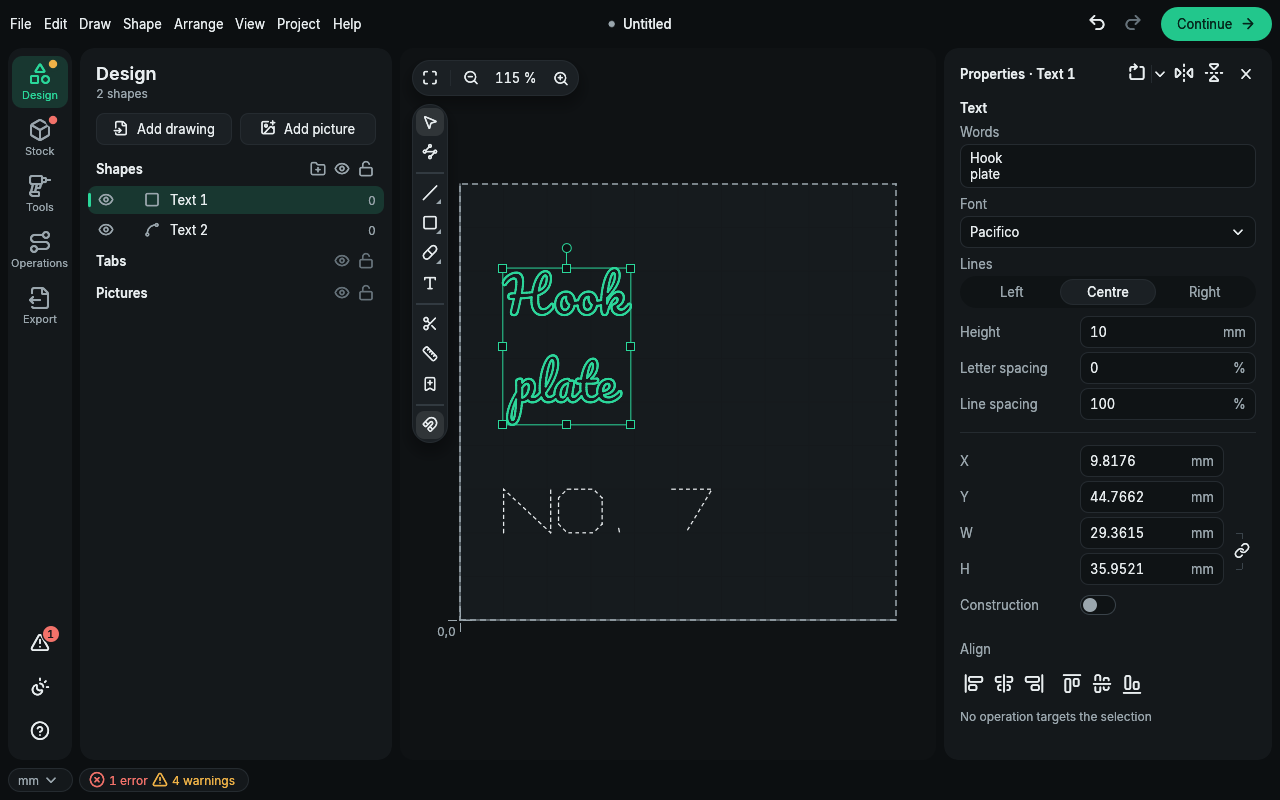 File Edit Draw Shape Arrange View Project Help
Untitled
Continue
Design
Stock
Tools
Operations
Export
1
Design
2 shapes
Add drawing
Add picture
Shapes
Text 1 0
Text 2 0
Tabs
Pictures
115 %
Hook
plate
NO. 7
0,0
Properties · Text 1
Text
Words
Hook
plate
Font
Pacifico
Lines
Left Centre Right
Height 10 mm
Letter spacing 0 %
Line spacing 100 %
X 9.8176 mm
Y 44.7662 mm
W 29.3615 mm
H 35.9521 mm
Construction
Align
No operation targets the selection
mm
1 error 4 warnings